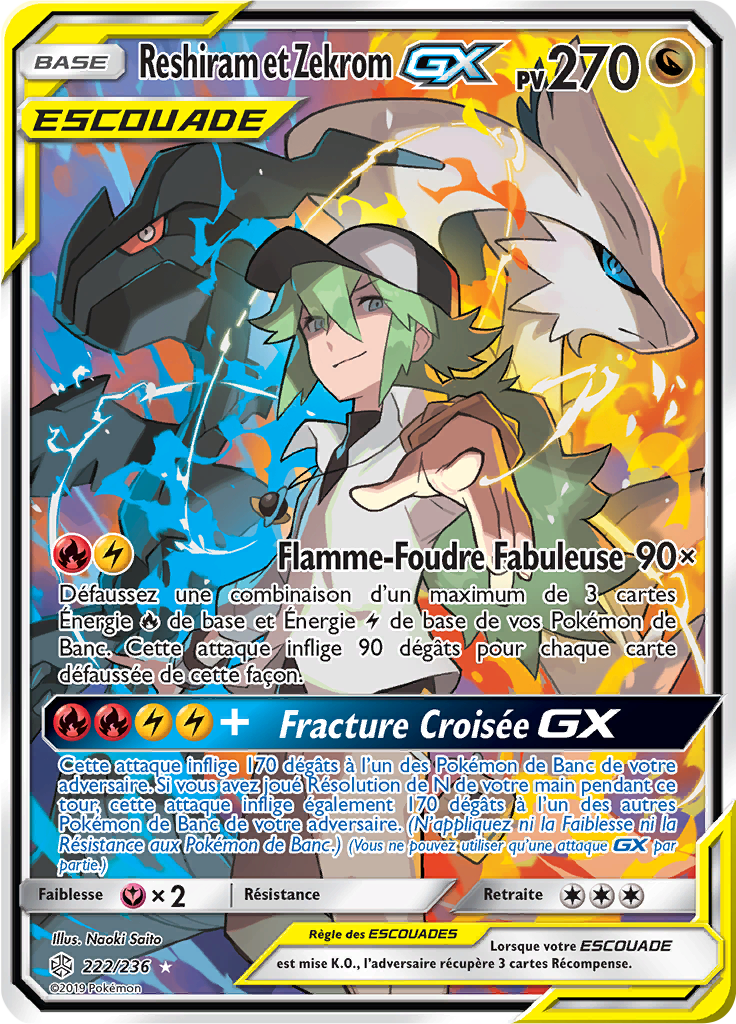 BASE Reshiram et Zekrom GX PV270
ESCOUADE
Flamme-Foudre Fabuleuse 90×
Défaussez une combinaison d'un maximum de 3 cartes
Énergie de base et Énergie de base de vos Pokémon de
Banc. Cette attaque inflige 90 dégâts pour chaque carte
défaussée de cette façon.
+ Fracture Croisée GX
Cette attaque inflige 170 dégâts à l'un des Pokémon de Banc de votre
adversaire. Si vous avez joué Résolution de N de votre main pendant ce
tour, cette attaque inflige également 170 dégâts à l'un des autres
Pokémon de Banc de votre adversaire. (N'appliquez ni la Faiblesse ni la
Résistance aux Pokémon de Banc.) (Vous ne pouvez utiliser qu'une attaque GX par
partie.)
Faiblesse × 2 Résistance Retraite
Illus. Naoki Saito
222/236
©2019 Pokémon
Règle des ESCOUADES
Lorsque votre ESCOUADE
est mise K.O., l'adversaire récupère 3 cartes Récompense.